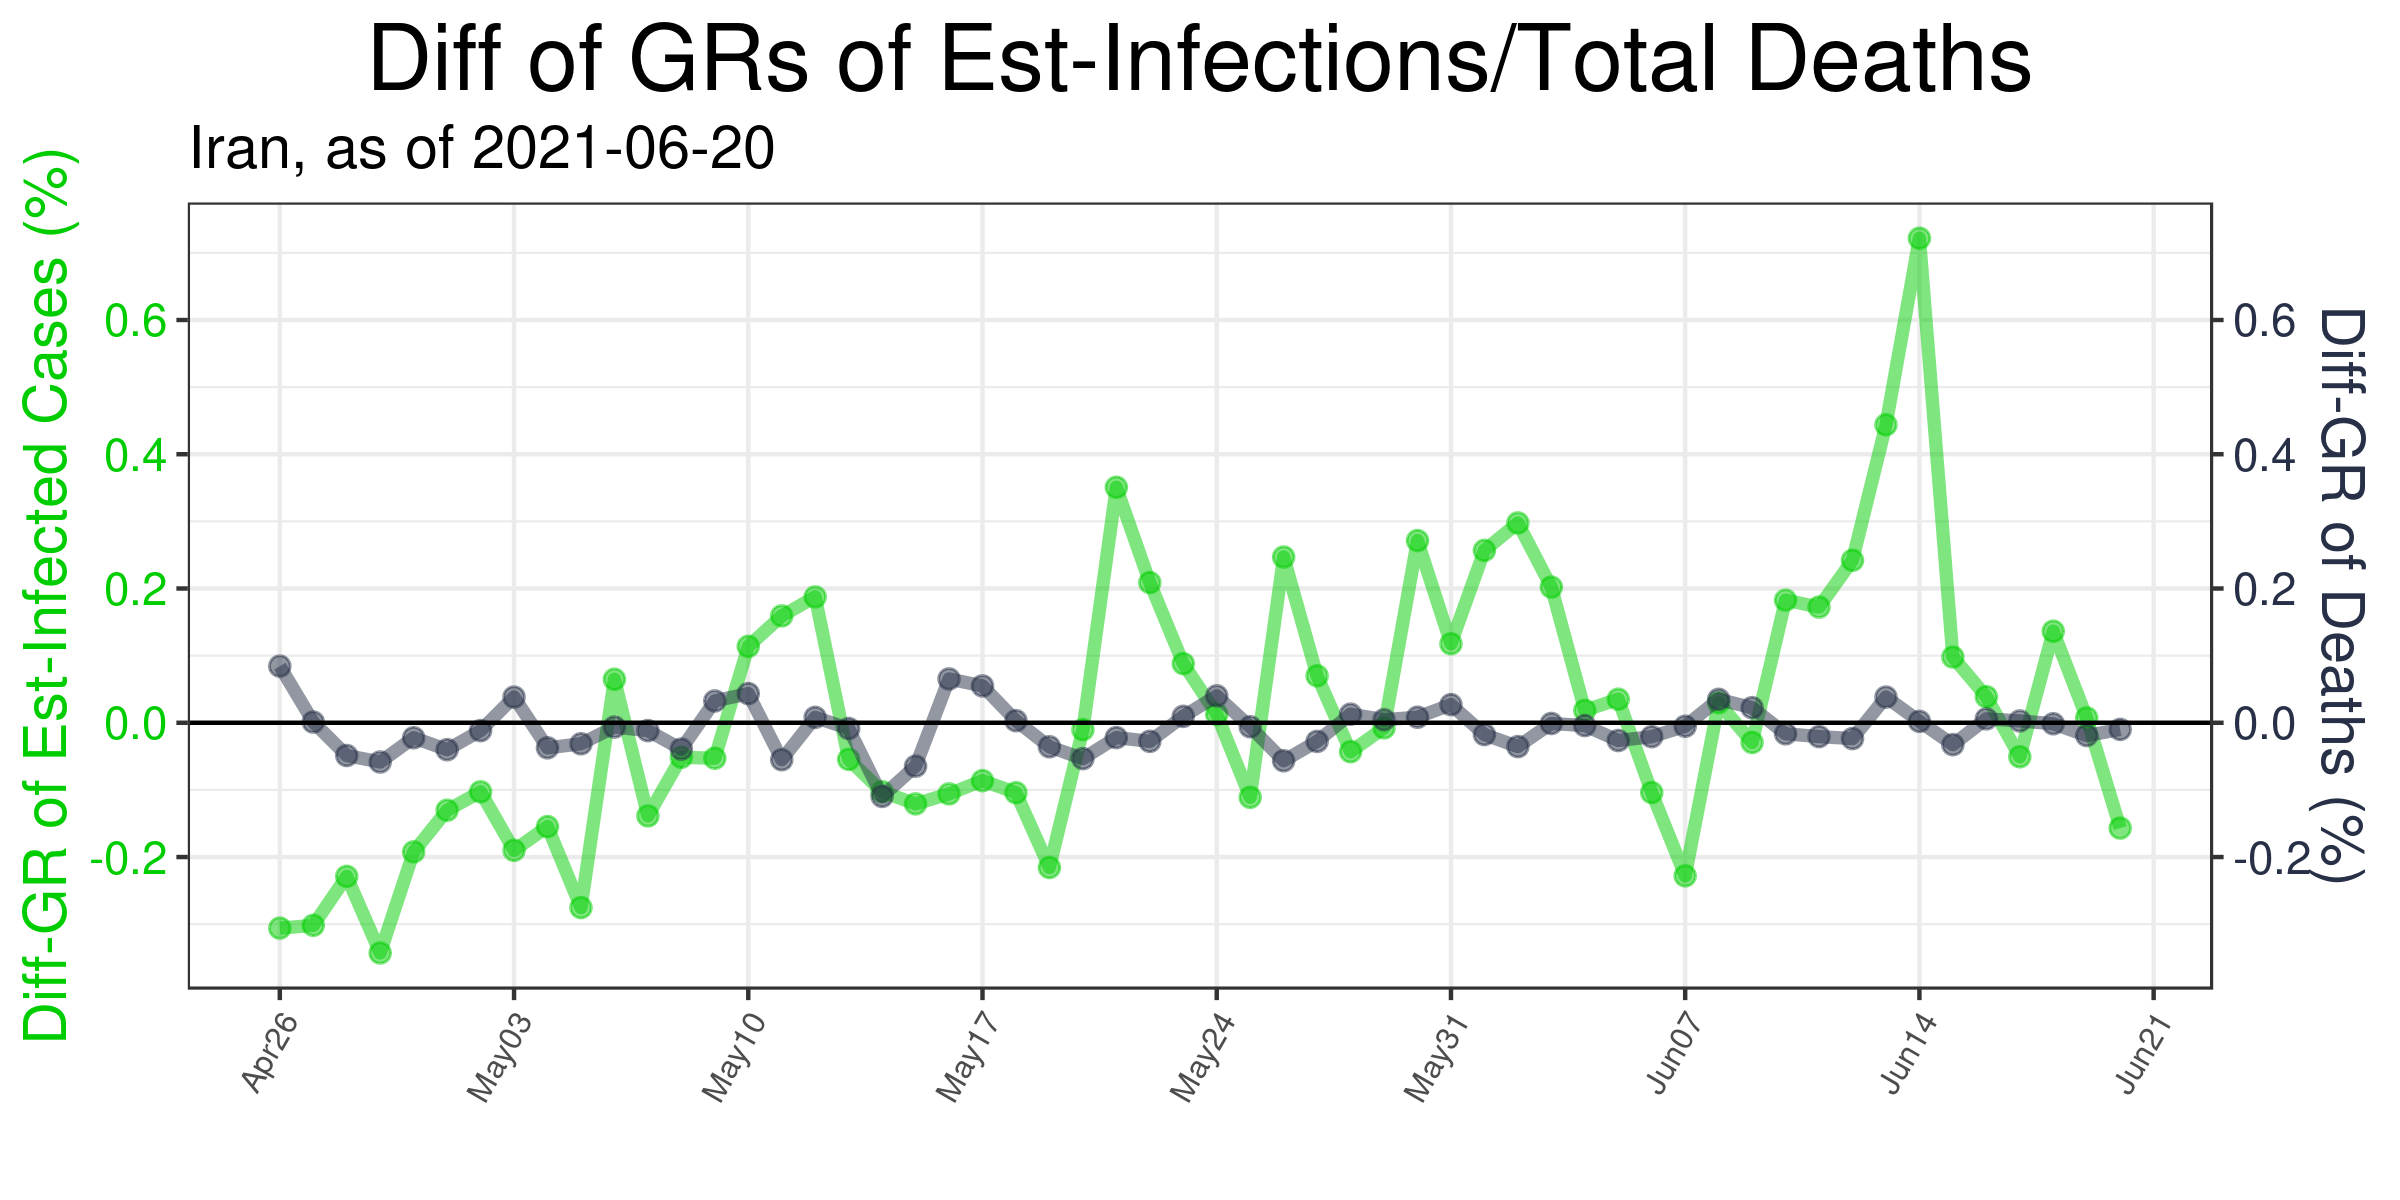 Diff of GRs of Est-Infections/Total Deaths
Iran, as of 2021-06-20
Diff-GR of Est-Infected Cases (%)
0.6
0.4
0.2
0.0
-0.2
0.6
0.4
0.2
0.0
-0.2
Diff-GR of Deaths (%)
Apr26
May03
May10
May17
May24
May31
Jun07
Jun14
Jun21